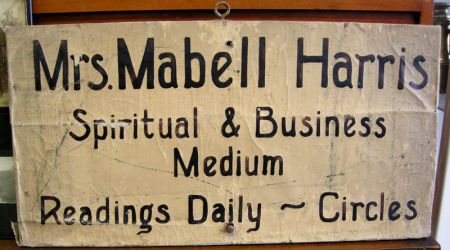 Mrs. Mabell Harris
Spiritual & Business
Medium
Readings Daily ~ Circles